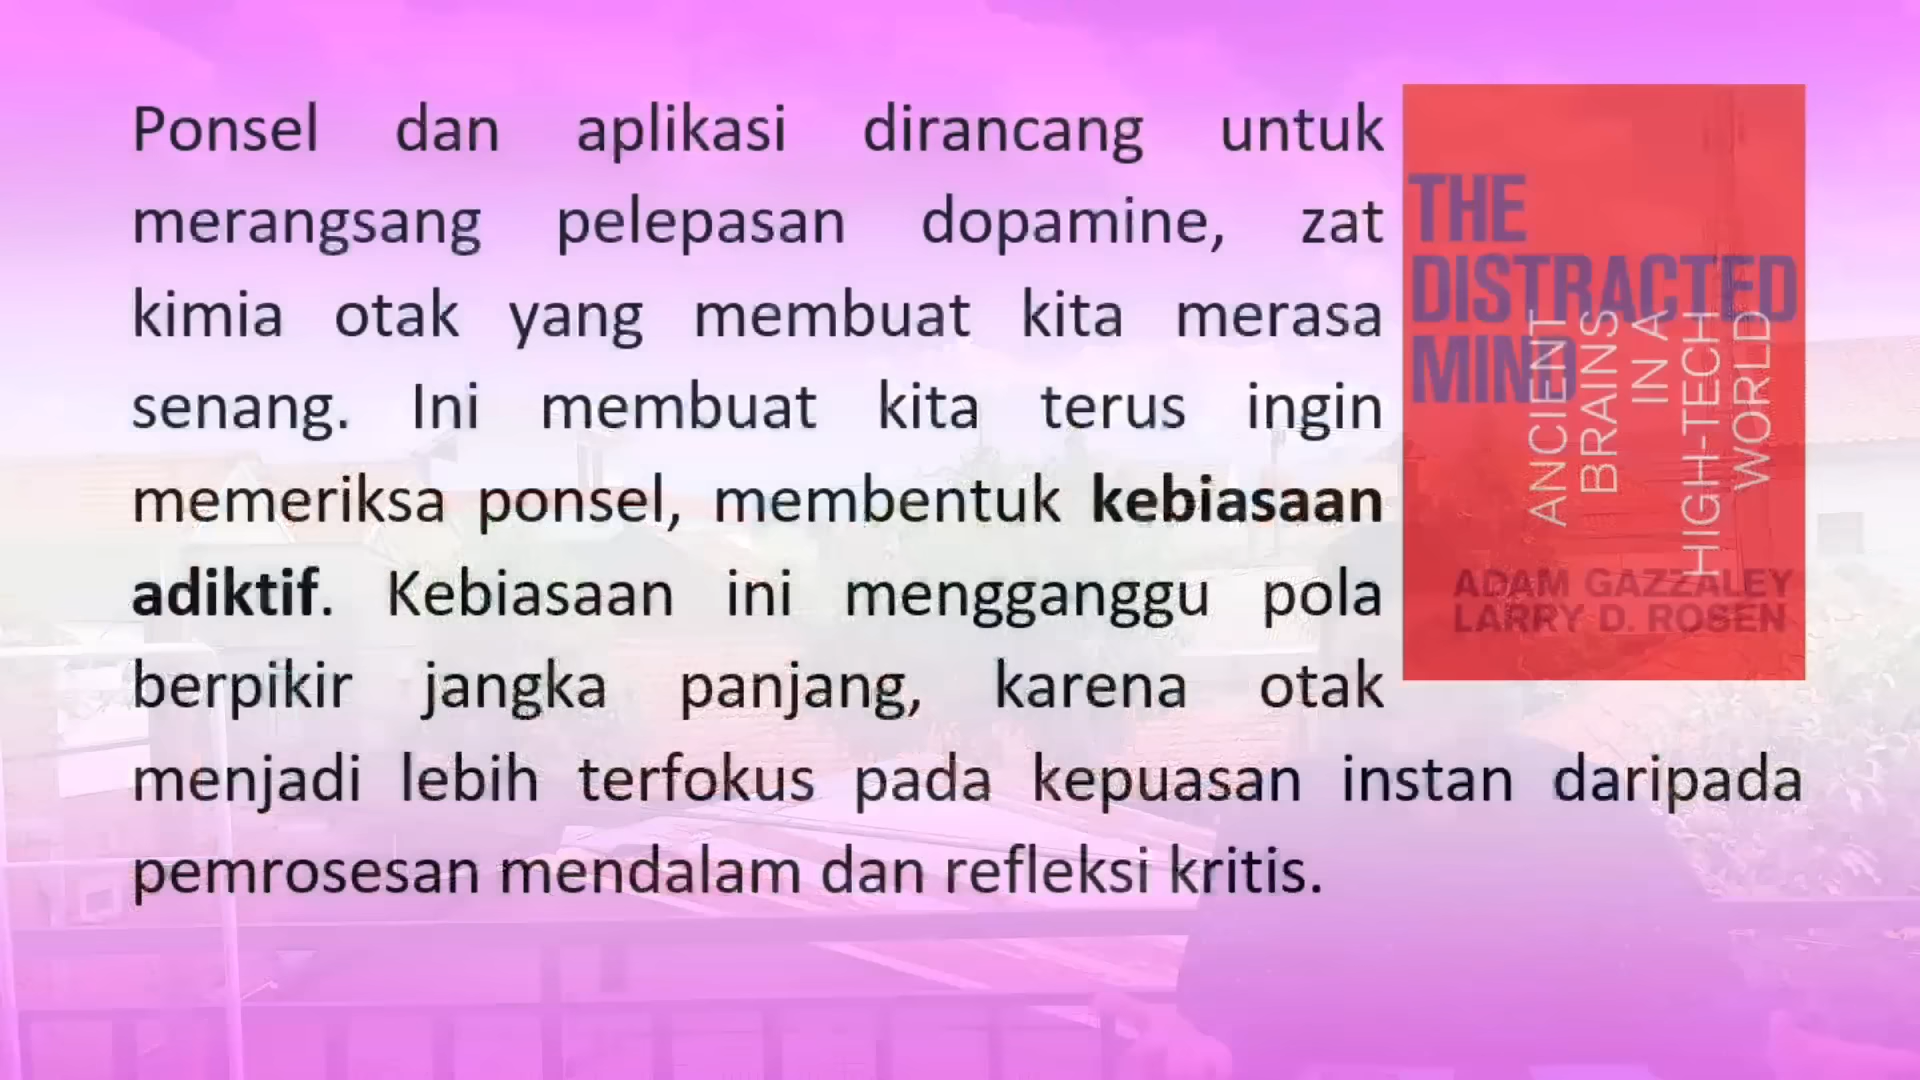 Ponsel dan aplikasi dirancang untuk
merangsang pelepasan dopamine, zat
kimia otak yang membuat kita merasa
senang. Ini membuat kita terus ingin
memeriksa ponsel, membentuk kebiasaan
adiktif. Kebiasaan ini mengganggu pola
berpikir jangka panjang, karena otak
menjadi lebih terfokus pada kepuasan instan daripada
pemrosesan mendalam dan refleksi kritis.
THE
DISTRACTED
MIND
ANCIENT
BRAINS
IN A
HIGH-TECH
WORLD
ADAM GAZZALEY
LARRY D. ROSEN